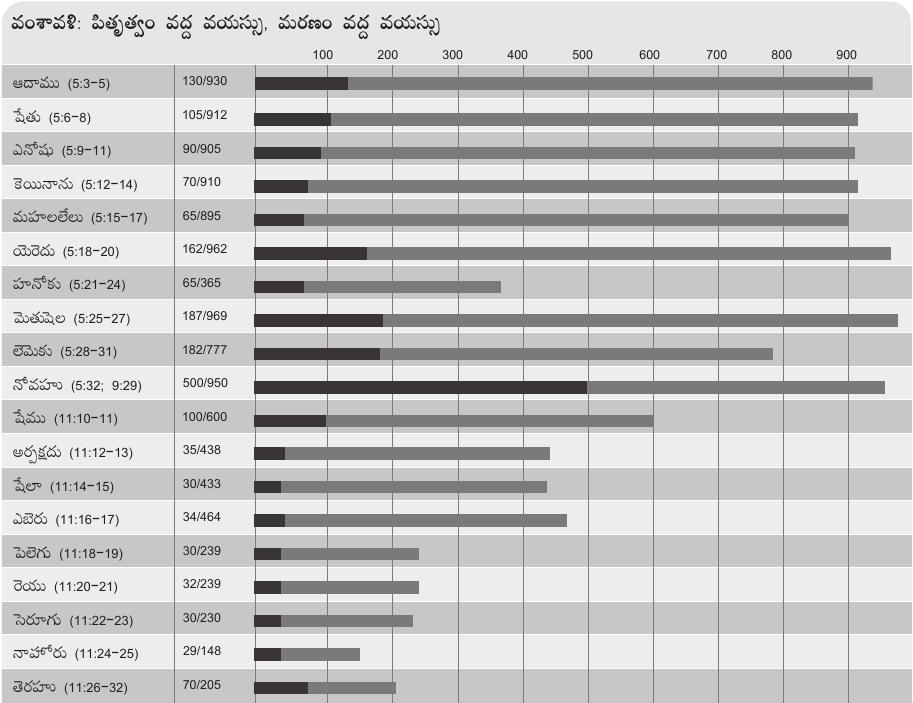 వంశావళి: పితృత్వం వద్ద వయస్సు, మరణం వద్ద వయస్సు
100 200 300 400 500 600 700 800 900
ఆదాము (5:3–5) 130/930
షేతు (5:6–8) 105/912
ఎనోషు (5:9–11) 90/905
కెయినాను (5:12–14) 70/910
మహలలేలు (5:15–17) 65/895
యెరెదు (5:18–20) 162/962
హనోకు (5:21–24) 65/365
మెతుషెల (5:25–27) 187/969
లెమెకు (5:28–31) 182/777
నోవహు (5:32; 9:29) 500/950
షేము (11:10–11) 100/600
అర్పక్షదు (11:12–13) 35/438
షేలా (11:14–15) 30/433
ఎబెరు (11:16–17) 34/464
పెలెగు (11:18–19) 30/239
రెయు (11:20–21) 32/239
సెరూగు (11:22–23) 30/230
నాహోరు (11:24–25) 29/148
తెరహు (11:26–32) 70/205